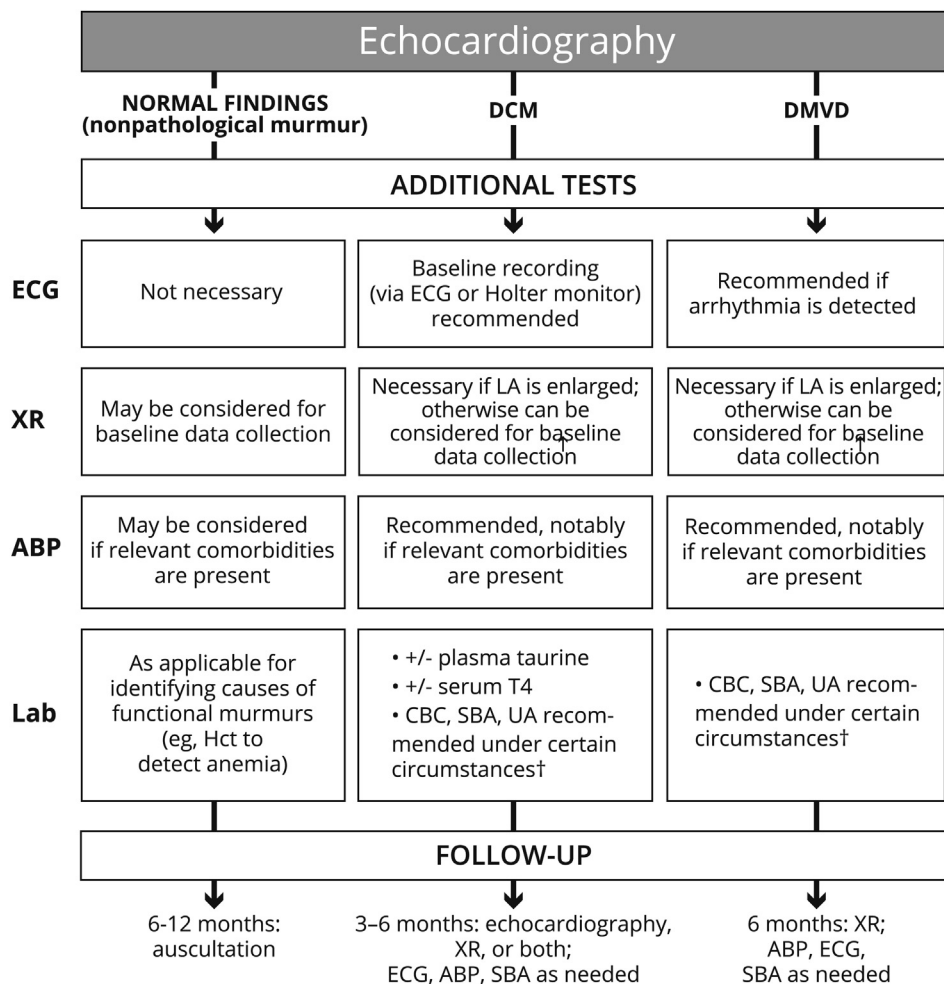 Echocardiography
NORMAL FINDINGS
(nonpathological murmur)
DCM
DMVD
ADDITIONAL TESTS
ECG
Not necessary
Baseline recording
(via ECG or Holter monitor)
recommended
Recommended if
arrhythmia is detected
XR
May be considered for
baseline data collection
Necessary if LA is enlarged;
otherwise can be
considered for baseline
data collection
↑
Necessary if LA is enlarged;
otherwise can be
considered for baseline
data collection
↑
ABP
May be considered
if relevant comorbidities
are present
Recommended, notably
if relevant comorbidities
are present
Recommended, notably
if relevant comorbidities
are present
Lab
As applicable for
identifying causes of
functional murmurs
(eg, Hct to
detect anemia)
• +/- plasma taurine
• +/- serum T4
• CBC, SBA, UA recom-
mended under certain
circumstances†
• CBC, SBA, UA recom-
mended under certain
circumstances†
FOLLOW-UP
6-12 months:
auscultation
3–6 months: echocardiography,
XR, or both;
ECG, ABP, SBA as needed
6 months: XR;
ABP, ECG,
SBA as needed